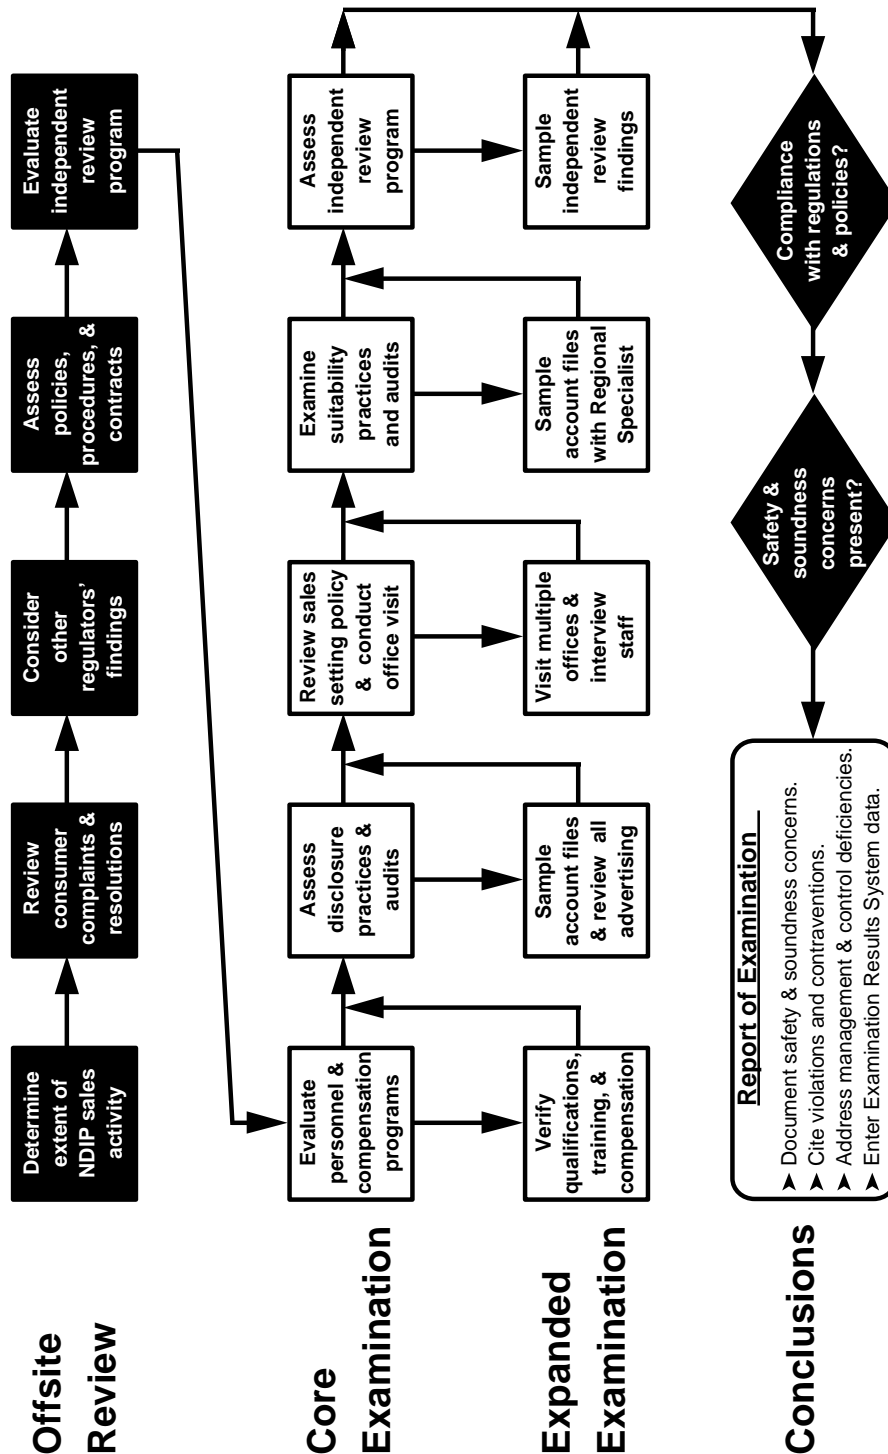 Offsite
Review
Determine
extent of
NDIP sales
activity
Review
consumer
complaints &
resolutions
Consider
other
regulators’
findings
Assess
policies,
procedures, &
contracts
Evaluate
independent
review
program
Core
Examination
Evaluate
personnel &
compensation
programs
Assess
disclosure
practices &
audits
Review sales
setting policy
& conduct
office visit
Examine
suitability
practices
and audits
Assess
independent
review
program
Expanded
Examination
Verify
qualifications,
training, &
compensation
Sample
account files
& review all
advertising
Visit multiple
offices &
interview
staff
Sample
account files
with Regional
Specialist
Sample
independent
review
findings
Conclusions
Report of Examination
➤ Document safety & soundness concerns.
➤ Cite violations and contraventions.
➤ Address management & control deficiencies.
➤ Enter Examination Results System data.
Safety &
soundness
concerns
present?
Compliance
with regulations
& policies?